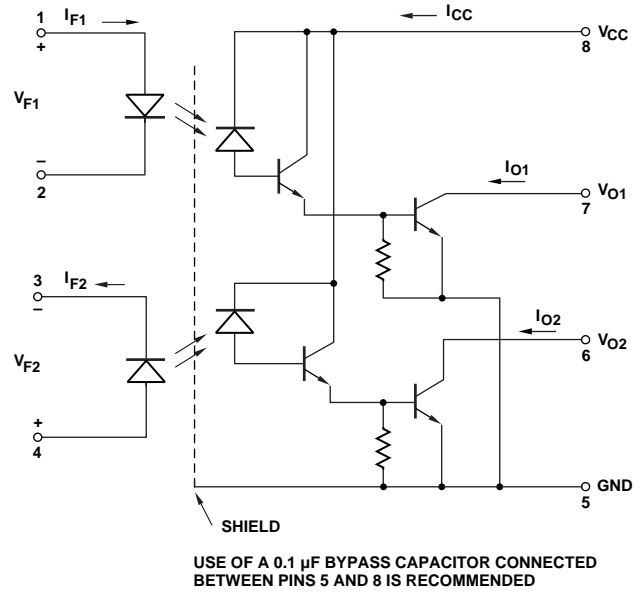 1 IF1 ICC VCC
+ 8
VF1
– IO1
2 VO1
7
3 IF2
– IO2
VO2
VF2 6
+
4 GND
5
SHIELD
USE OF A 0.1 µF BYPASS CAPACITOR CONNECTED
BETWEEN PINS 5 AND 8 IS RECOMMENDED